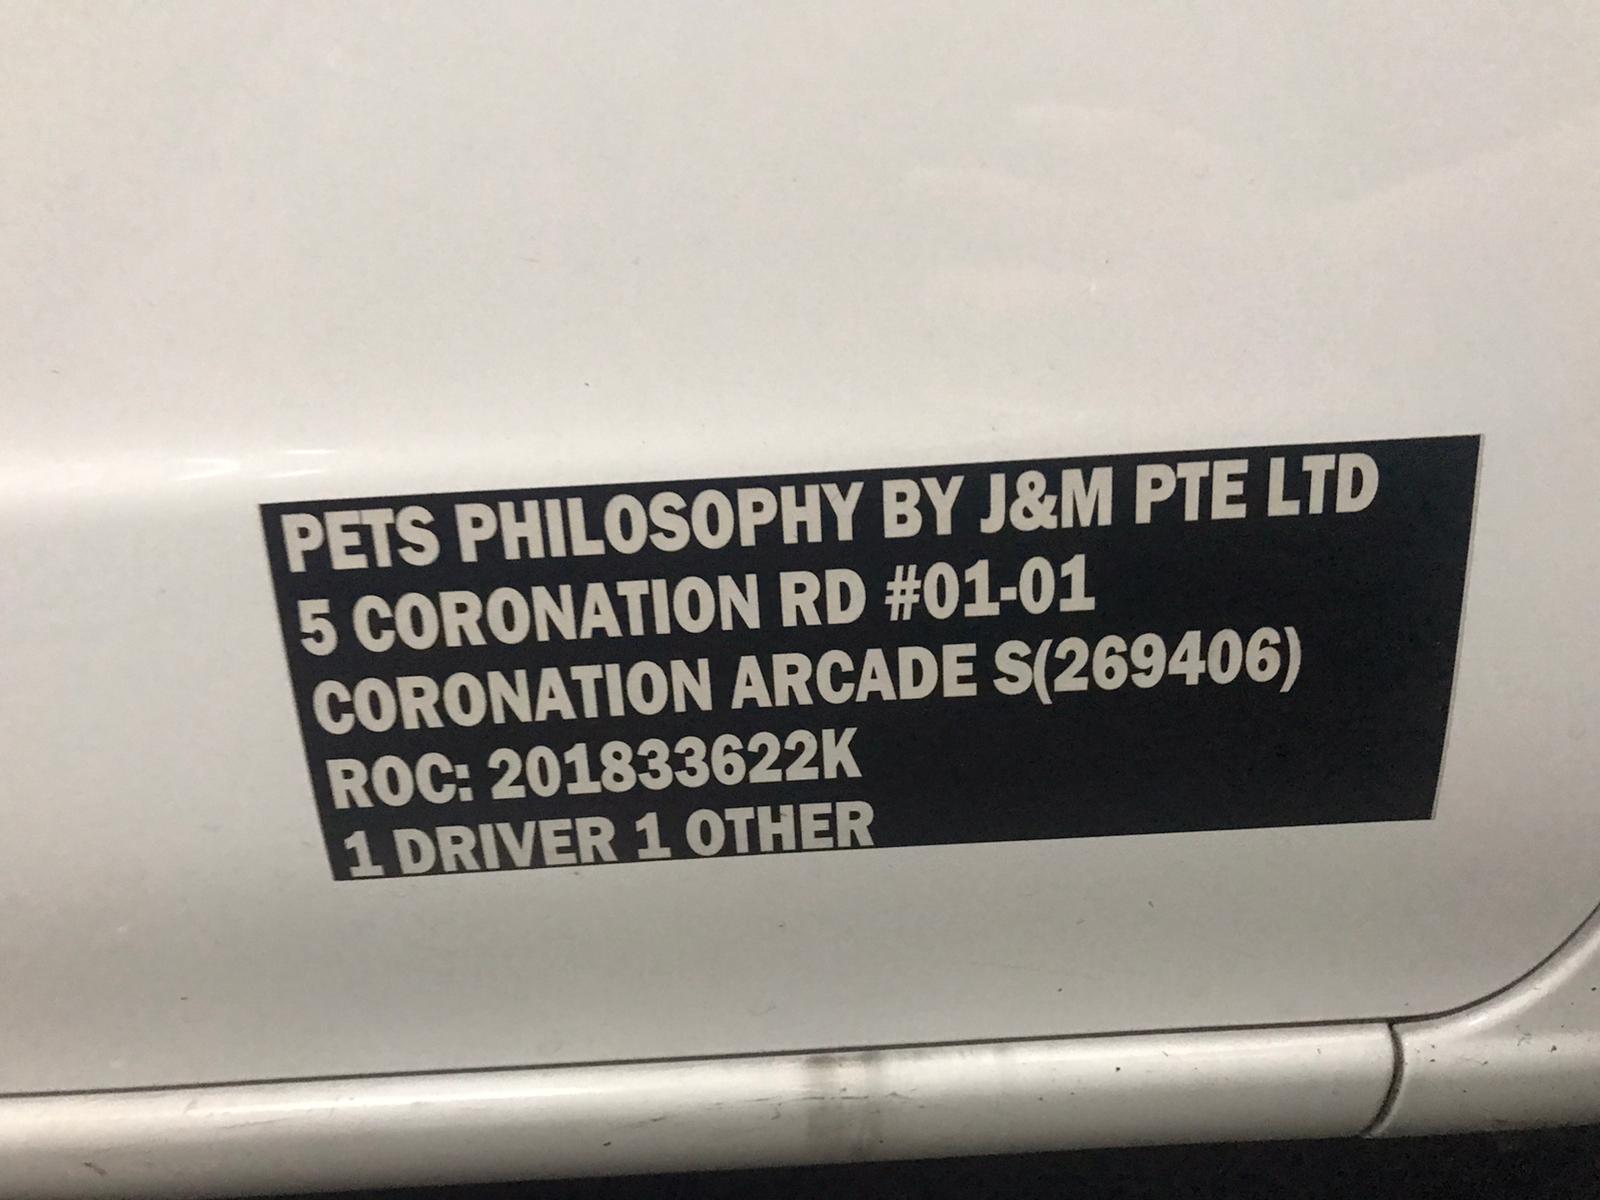 PETS PHILOSOPHY BY J&M PTE LTD
5 CORONATION RD #01-01
CORONATION ARCADE S(269406)
ROC: 201833622K
1 DRIVER 1 OTHER